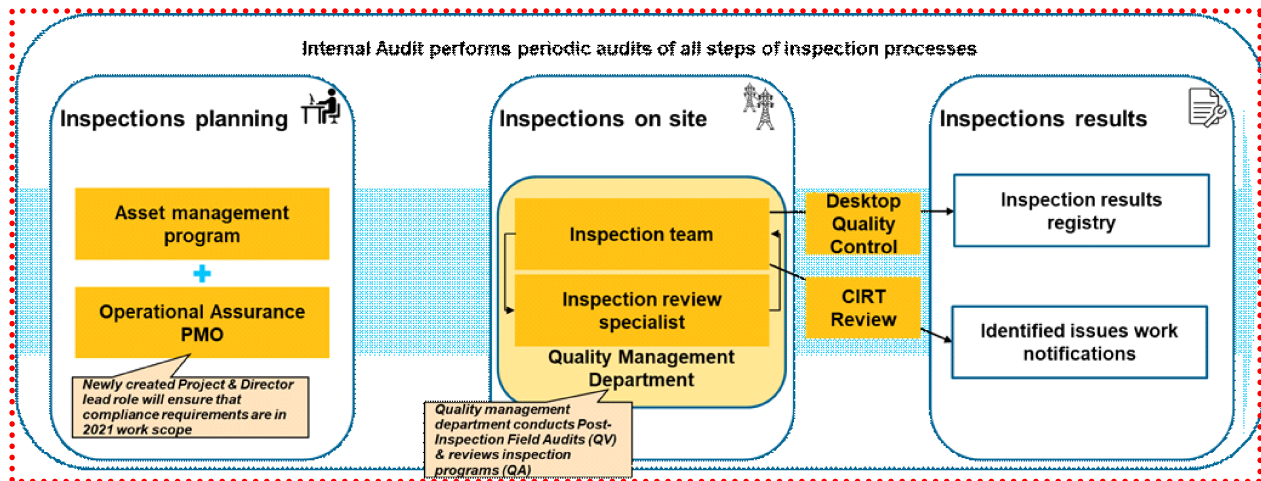 Internal Audit performs periodic audits of all steps of inspection processes
Inspections planning
Asset management
program
Operational Assurance
PMO
Newly created Project & Director
lead role will ensure that
compliance requirements are in
2021 work scope
Inspections on site
Inspection team
Inspection review
specialist
Quality Management
Department
Quality management
department conducts Post-
Inspection Field Audits (QV)
& reviews inspection
programs (QA)
Desktop
Quality
Control
CIRT
Review
Inspections results
Inspection results
registry
Identified issues work
notifications